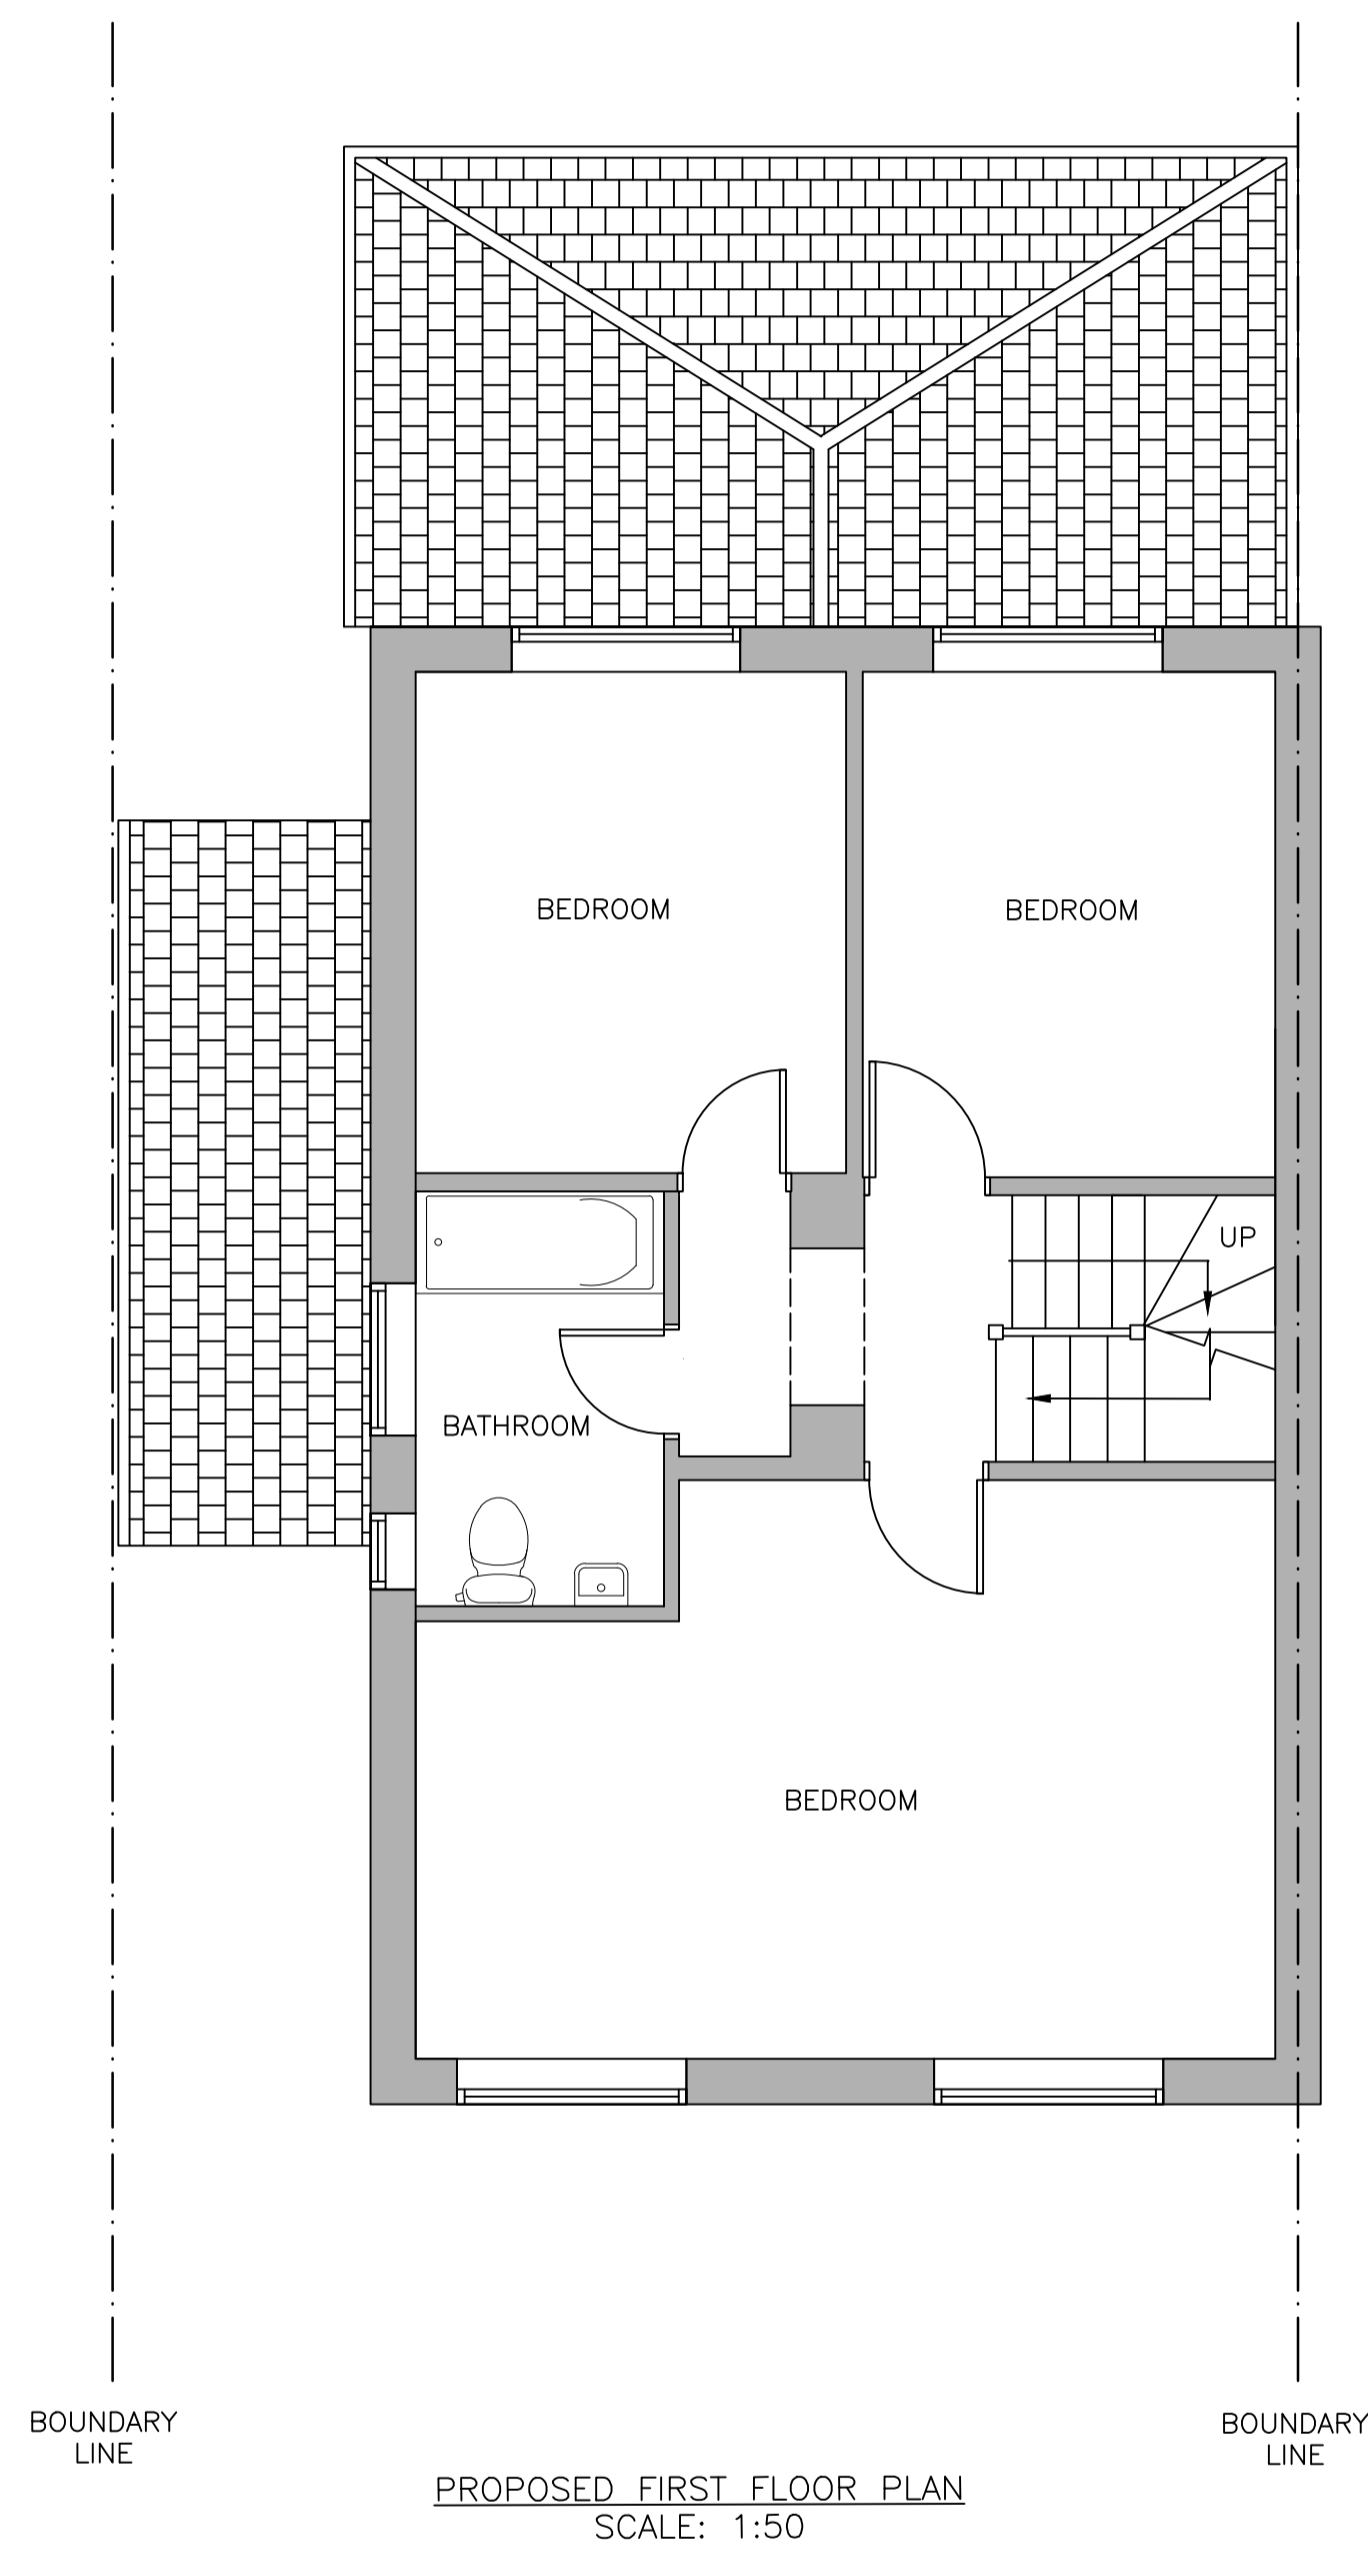 BEDROOM
BEDROOM
UP
BATHROOM
BEDROOM
BOUNDARY
LINE
BOUNDARY
LINE
PROPOSED FIRST FLOOR PLAN
SCALE: 1:50